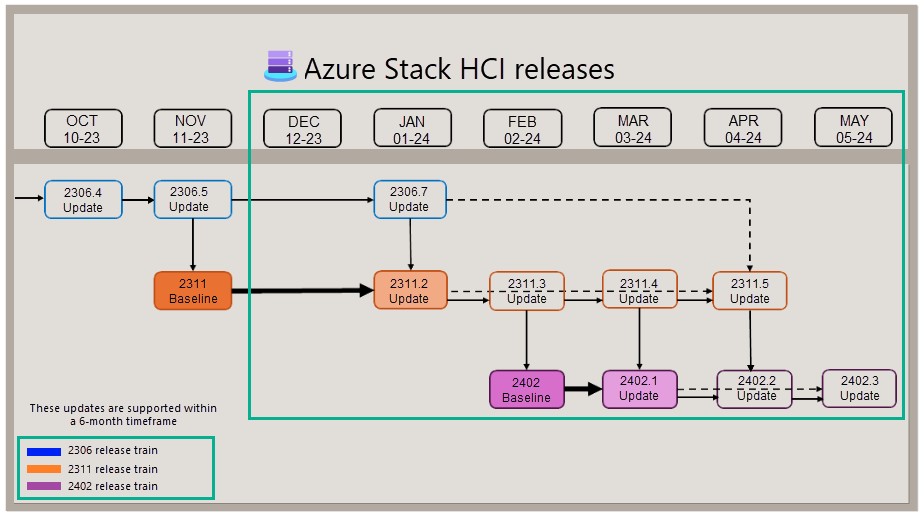 Azure Stack HCI releases
OCT
10-23
NOV
11-23
DEC
12-23
JAN
01-24
FEB
02-24
MAR
03-24
APR
04-24
MAY
05-24
2306.4
Update
2306.5
Update
2306.7
Update
2311
Baseline
2311.2
Update
2311.3
Update
2311.4
Update
2311.5
Update
2402
Baseline
2402.1
Update
2402.2
Update
2402.3
Update
These updates are supported within
a 6-month timeframe
2306 release train
2311 release train
2402 release train